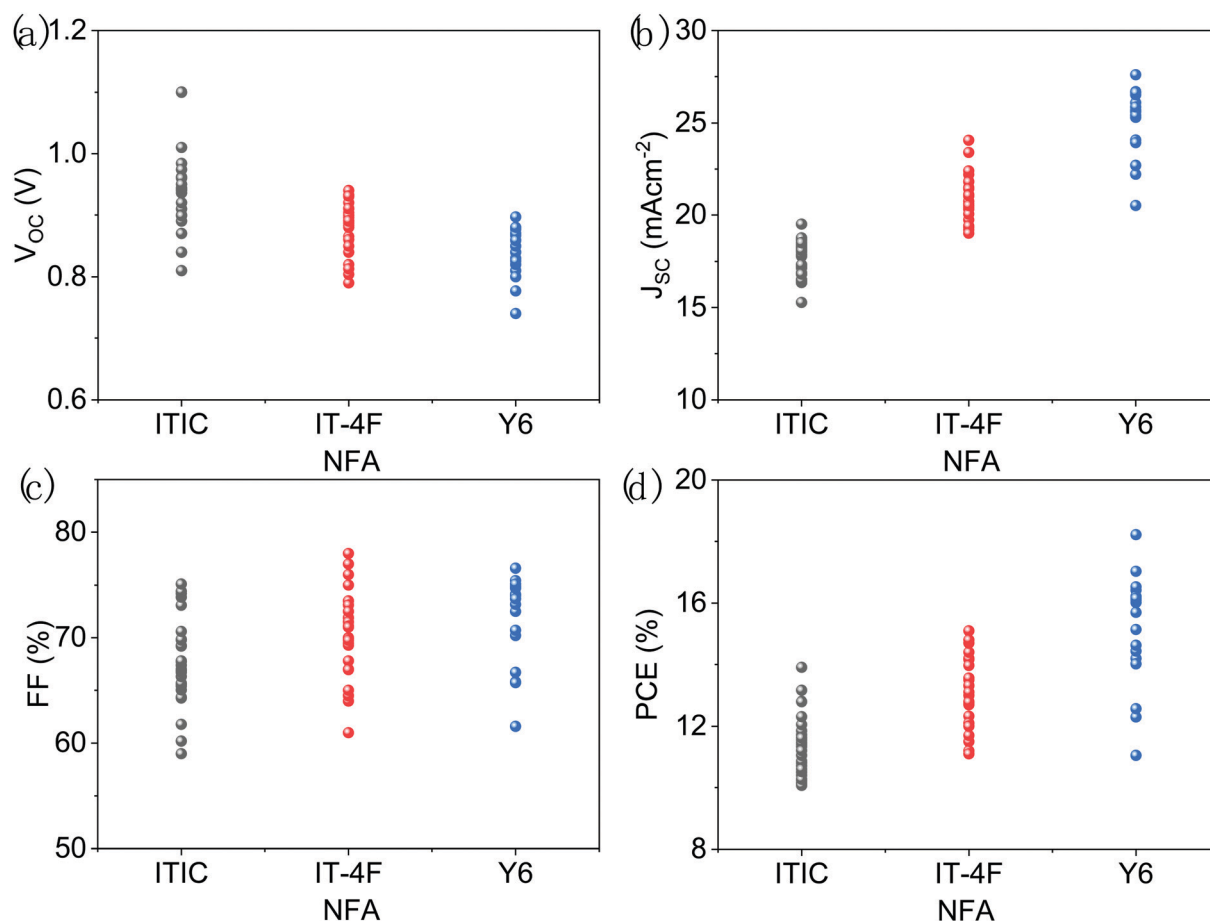 (a)
1.2
1.0
0.8
0.6
V_OC (V)
ITIC IT-4F Y6
NFA
(b)
30
25
20
15
10
J_SC (mAcm⁻²)
ITIC IT-4F Y6
NFA
(c)
80
70
60
50
FF (%)
ITIC IT-4F Y6
NFA
(d)
20
16
12
8
PCE (%)
ITIC IT-4F Y6
NFA